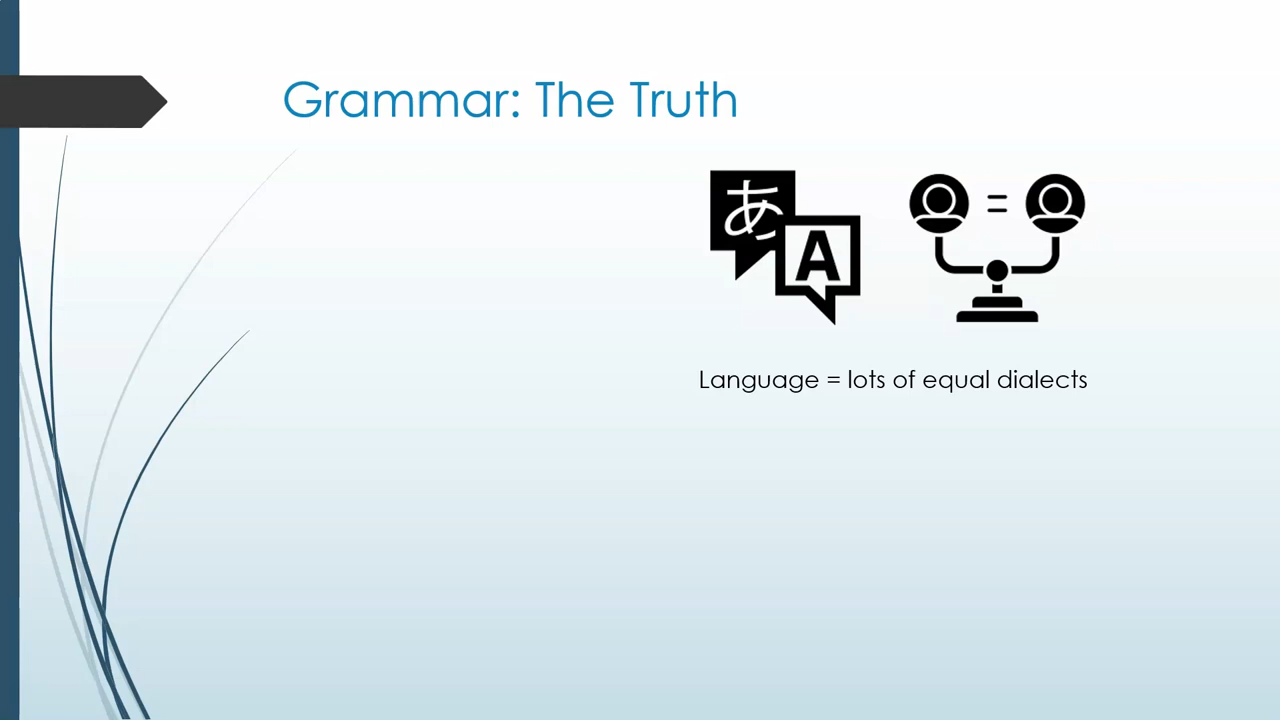 Grammar: The Truth
あ
A
=
Language = lots of equal dialects